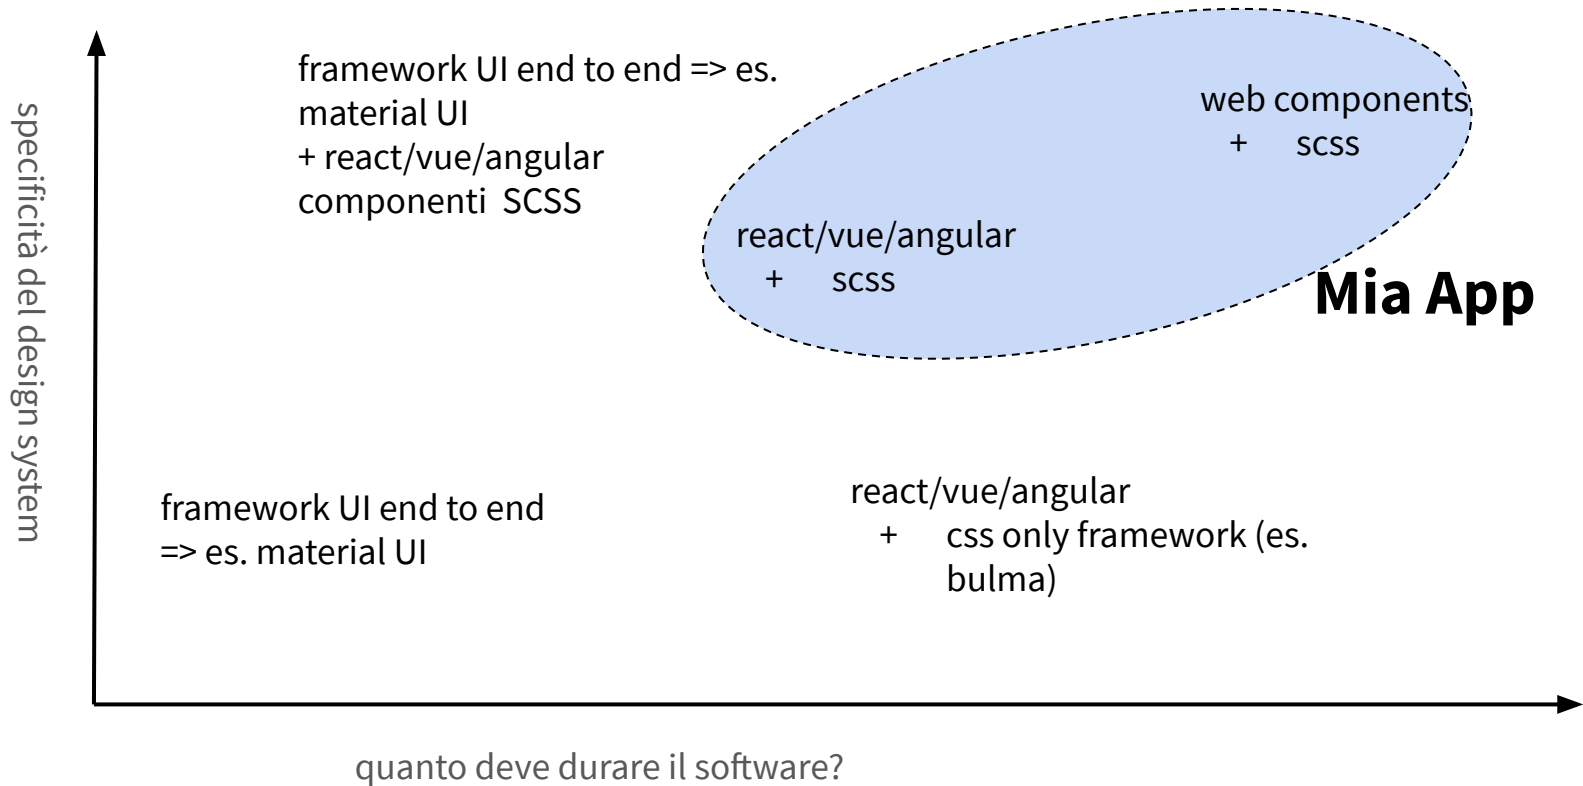 framework UI end to end => es.
material UI
+ react/vue/angular
componenti SCSS
web components
+ scss
react/vue/angular
+ scss
Mia App
specificità del design system
framework UI end to end
=> es. material UI
react/vue/angular
+ css only framework (es.
bulma)
quanto deve durare il software?